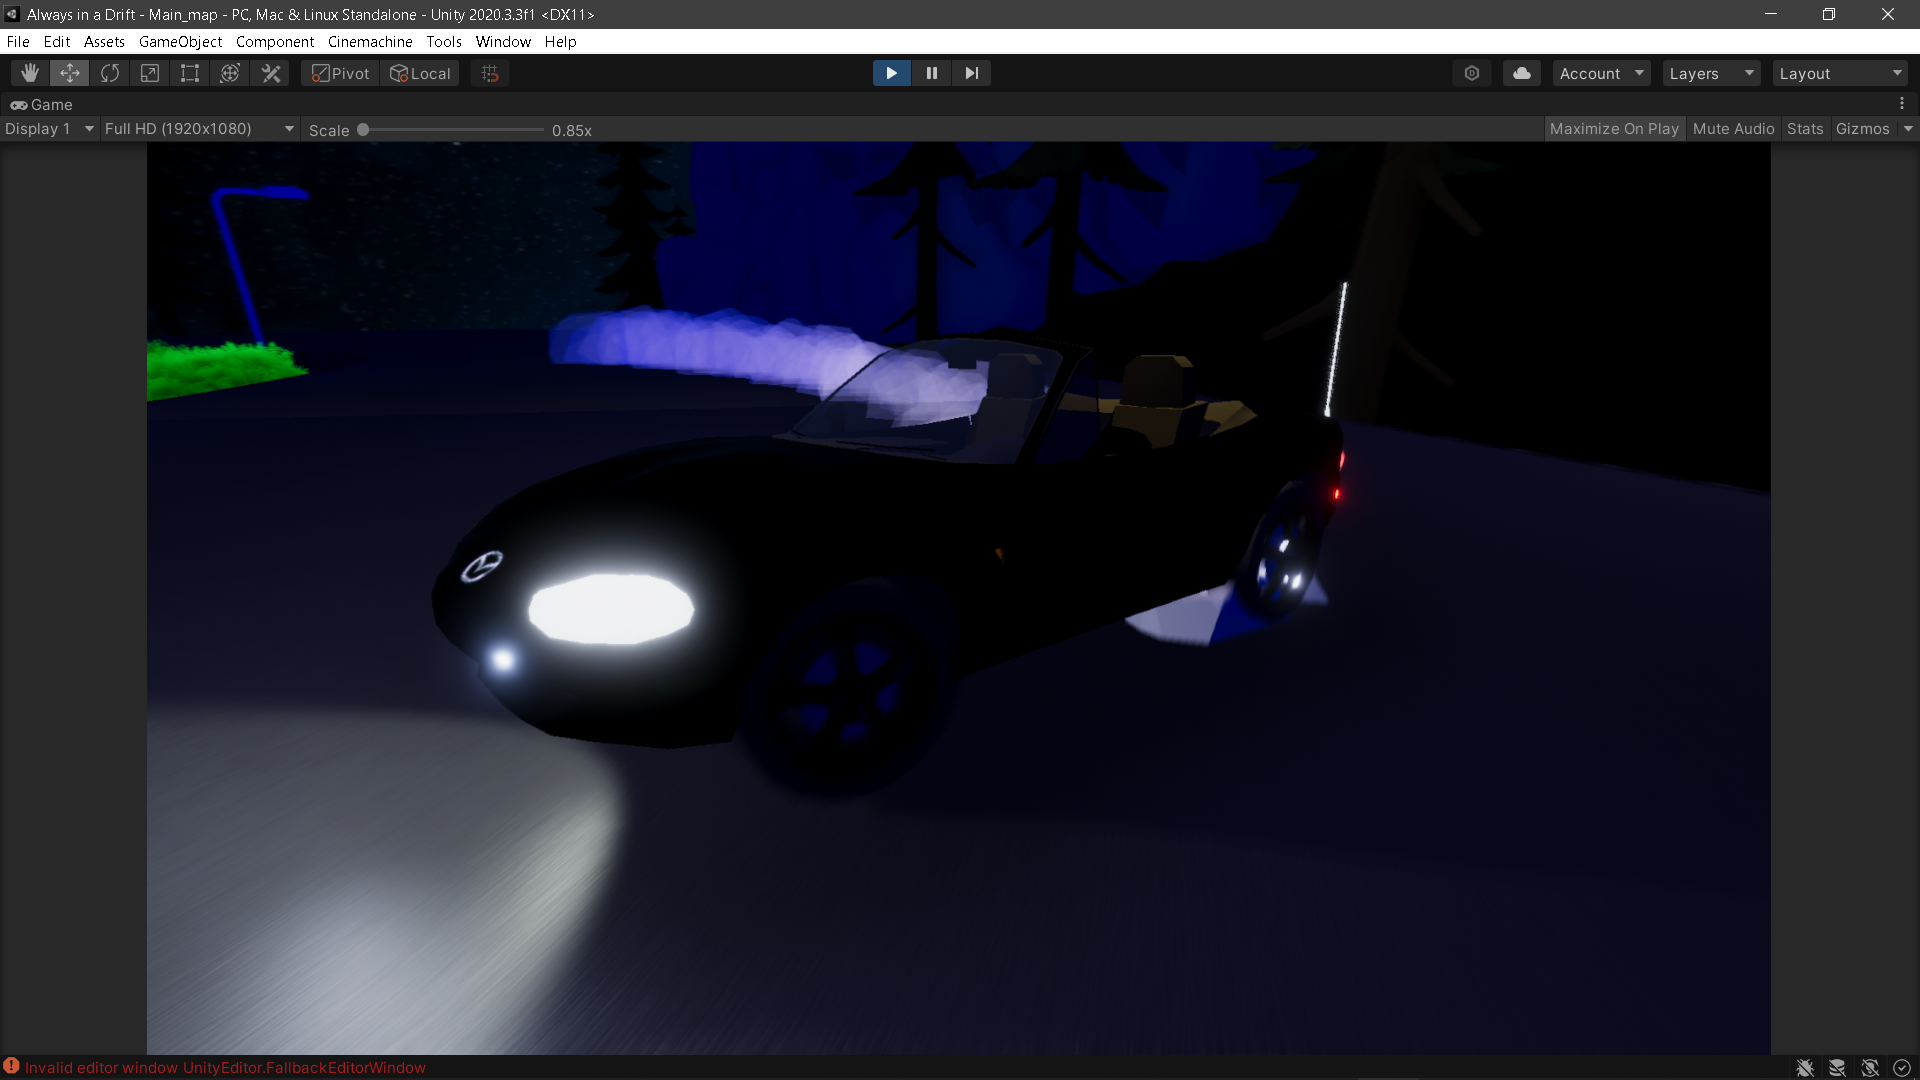 Always in a Drift - Main_map - PC, Mac & Linux Standalone - Unity 2020.3.3f1 <DX11>
File Edit Assets GameObject Component Cinemachine Tools Window Help
Pivot Local Account Layers Layout
Game
Display 1 Full HD (1920x1080) Scale 0.85x Maximize On Play Mute Audio Stats Gizmos
Invalid editor window UnityEditor.FallbackEditorWindow